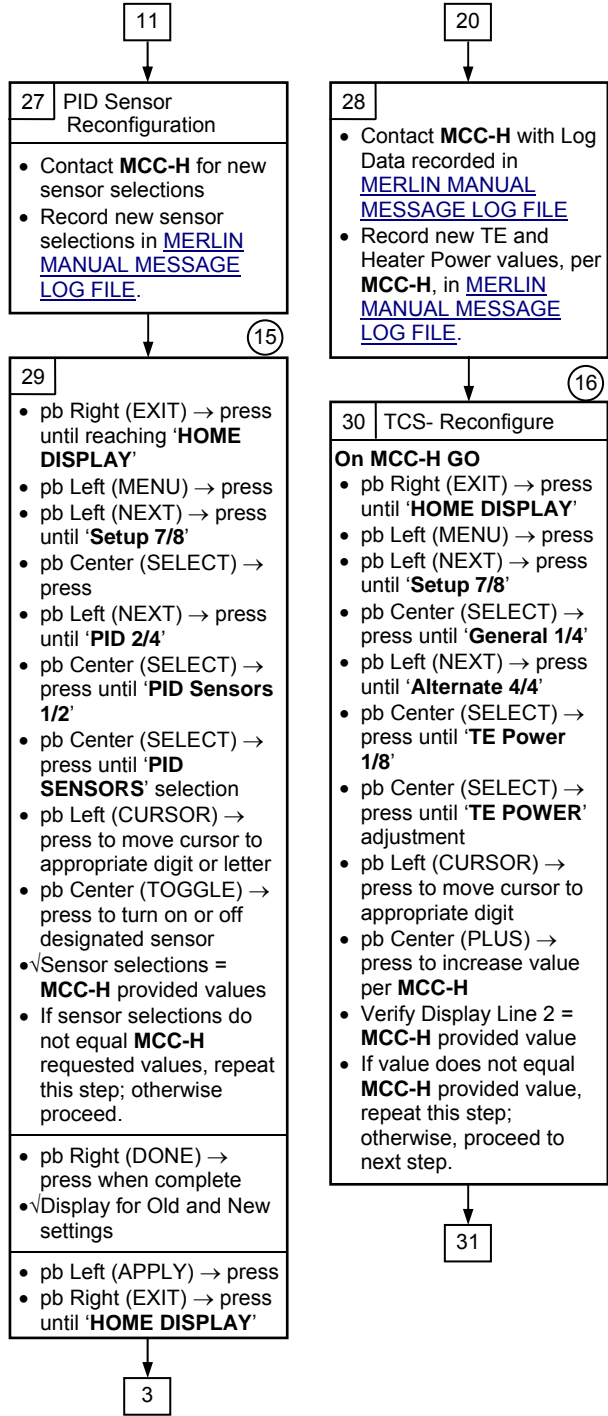 11
27 PID Sensor
Reconfiguration
• Contact MCC-H for new
sensor selections
• Record new sensor
selections in MERLIN
MANUAL MESSAGE
LOG FILE.
15
29
• pb Right (EXIT) → press
until reaching ‘HOME
DISPLAY’
• pb Left (MENU) → press
• pb Left (NEXT) → press
until ‘Setup 7/8’
• pb Center (SELECT) →
press
• pb Left (NEXT) → press
until ‘PID 2/4’
• pb Center (SELECT) →
press until ‘PID Sensors
1/2’
• pb Center (SELECT) →
press until ‘PID
SENSORS’ selection
• pb Left (CURSOR) →
press to move cursor to
appropriate digit or letter
• pb Center (TOGGLE) →
press to turn on or off
designated sensor
•√Sensor selections =
MCC-H provided values
• If sensor selections do
not equal MCC-H
requested values, repeat
this step; otherwise
proceed.
• pb Right (DONE) →
press when complete
•√Display for Old and New
settings
• pb Left (APPLY) → press
• pb Right (EXIT) → press
until ‘HOME DISPLAY’
3
20
28
• Contact MCC-H with Log
Data recorded in
MERLIN MANUAL
MESSAGE LOG FILE
• Record new TE and
Heater Power values, per
MCC-H, in MERLIN
MANUAL MESSAGE
LOG FILE.
16
30 TCS- Reconfigure
On MCC-H GO
• pb Right (EXIT) → press
until ‘HOME DISPLAY’
• pb Left (MENU) → press
• pb Left (NEXT) → press
until ‘Setup 7/8’
• pb Center (SELECT) →
press until ‘General 1/4’
• pb Left (NEXT) → press
until ‘Alternate 4/4’
• pb Center (SELECT) →
press until ‘TE Power
1/8’
• pb Center (SELECT) →
press until ‘TE POWER’
adjustment
• pb Left (CURSOR) →
press to move cursor to
appropriate digit
• pb Center (PLUS) →
press to increase value
per MCC-H
• Verify Display Line 2 =
MCC-H provided value
• If value does not equal
MCC-H provided value,
repeat this step;
otherwise, proceed to
next step.
31